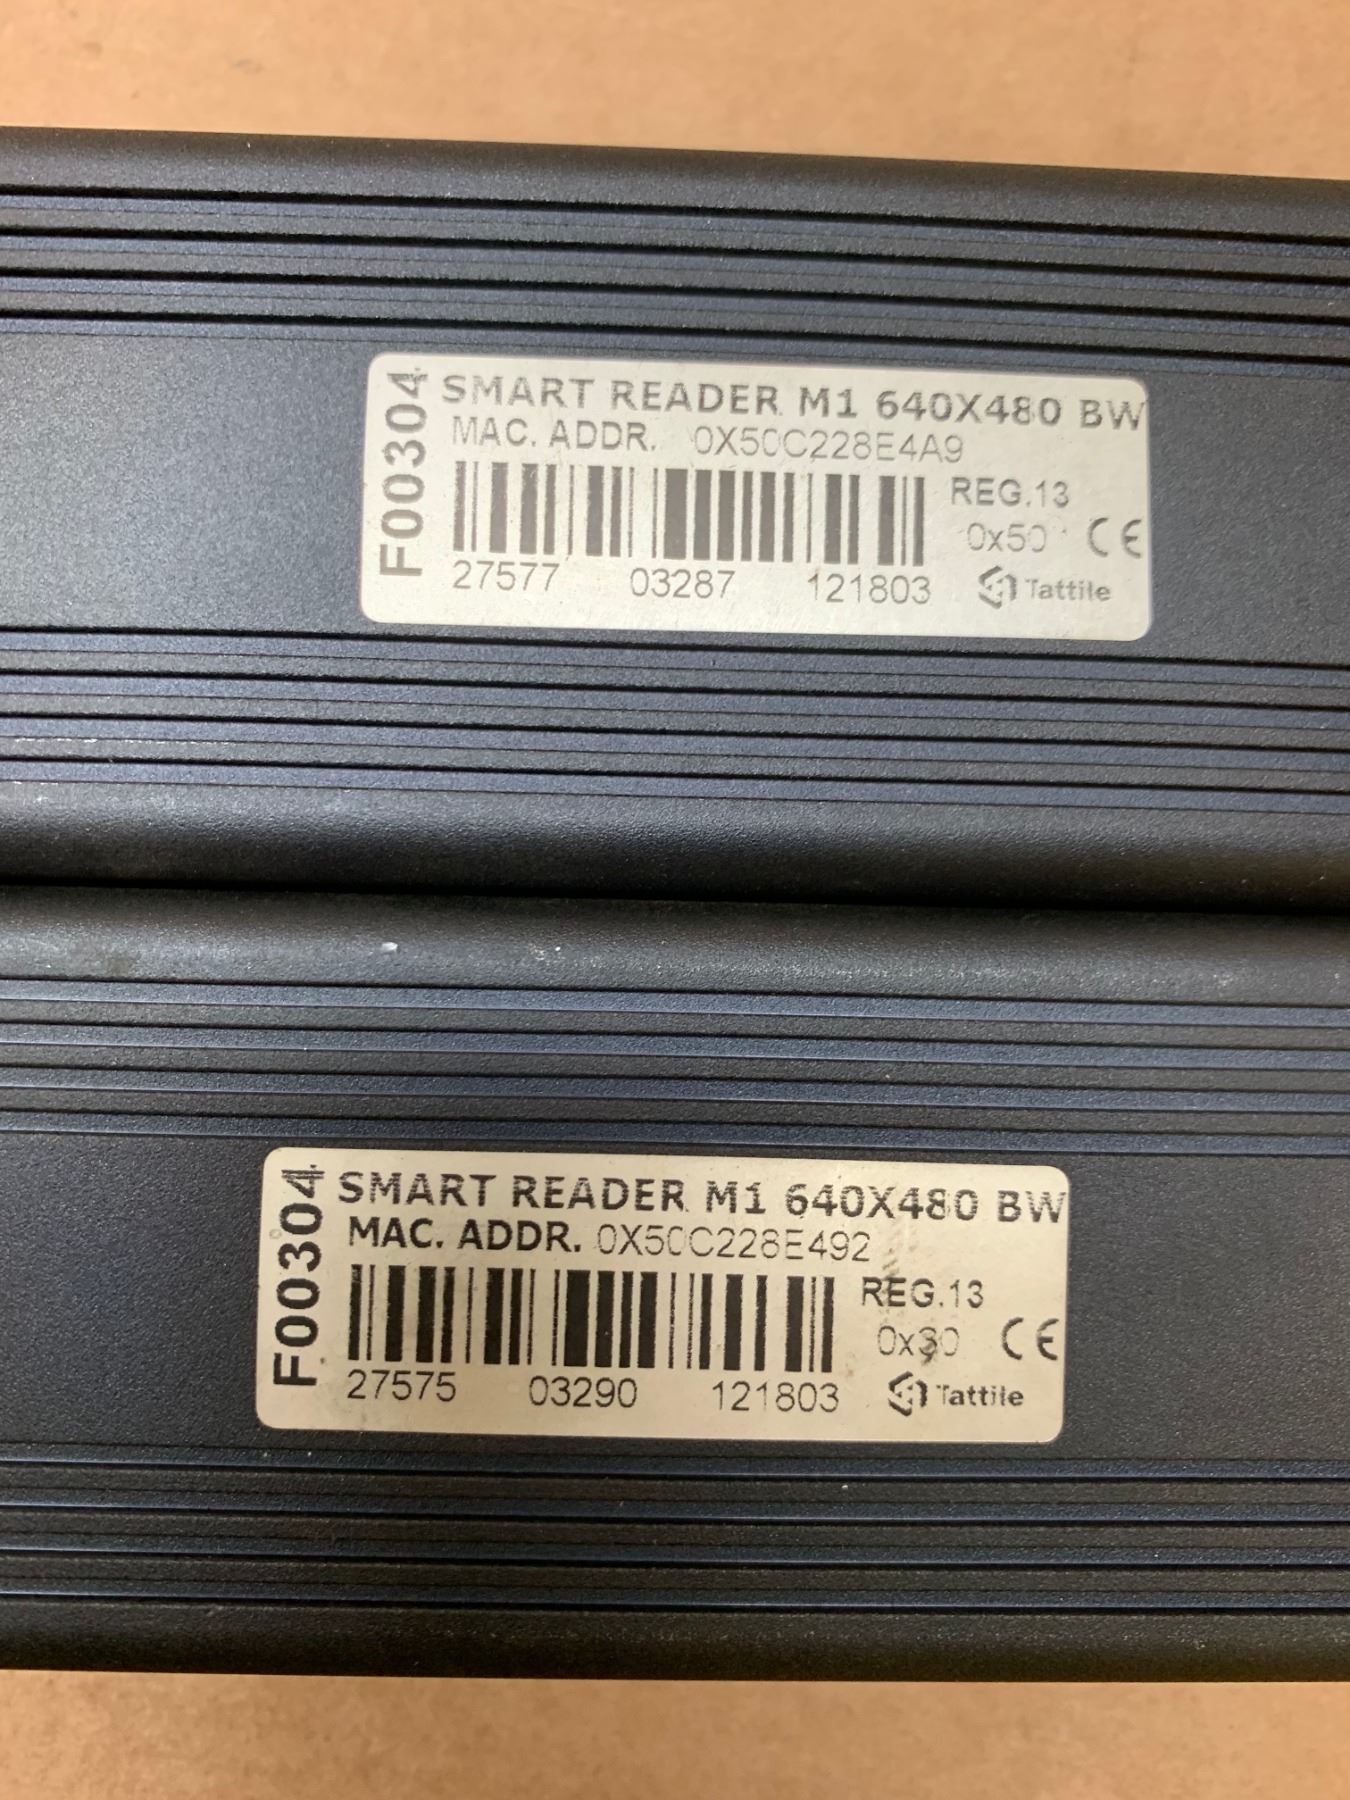 F00304
SMART READER M1 640X480 BW
MAC. ADDR. 0X50C228E4A9
REG.13
0x50 CE
27577 03287 121803 Tattile
F00304
SMART READER M1 640X480 BW
MAC. ADDR. 0X50C228E492
REG.13
0x30 CE
27575 03290 121803 Tattile